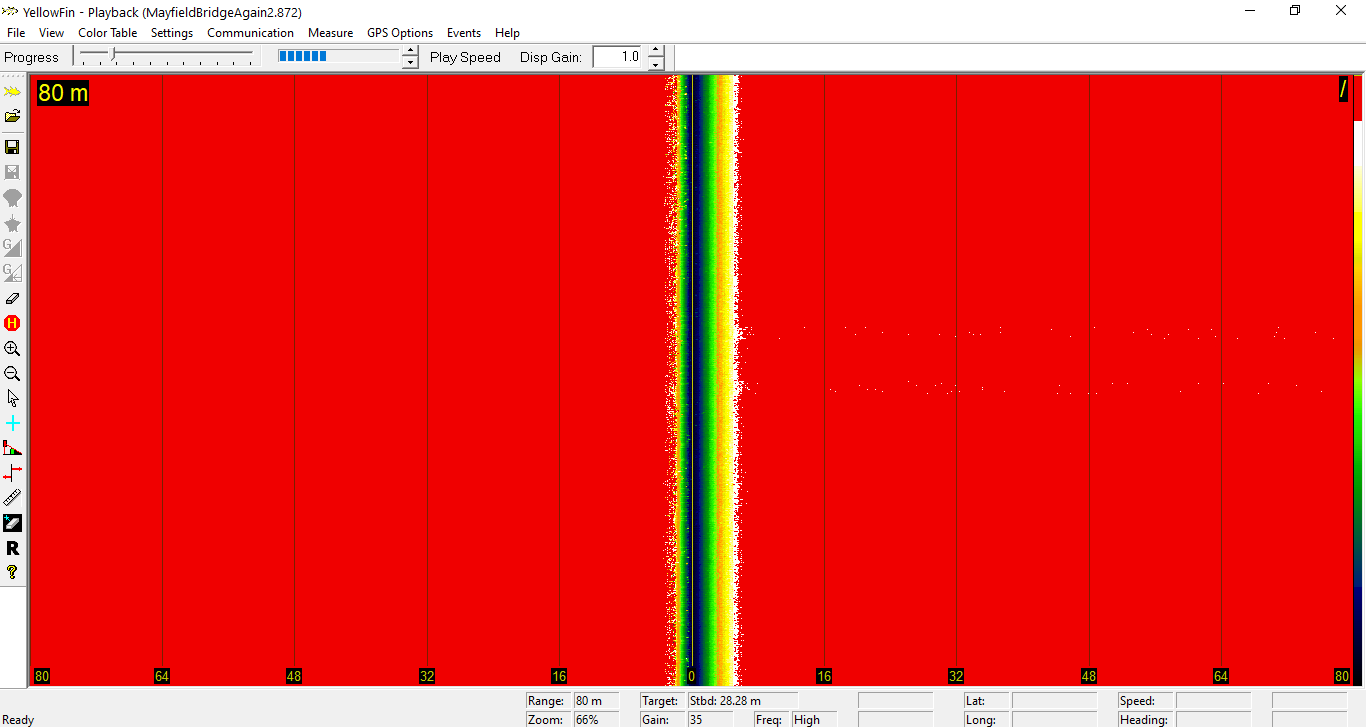 YellowFin - Playback (MayfieldBridgeAgain2.872)
File View Color Table Settings Communication Measure GPS Options Events Help
Progress Play Speed Disp Gain: 1.0
80 m /
G
G
H
R
?
80 64 48 32 16 0 16 32 48 64 80
Range: 80 m Target: Stbd: 28.28 m Lat: Speed:
Ready Zoom: 66% Gain: 35 Freq: High Long: Heading: